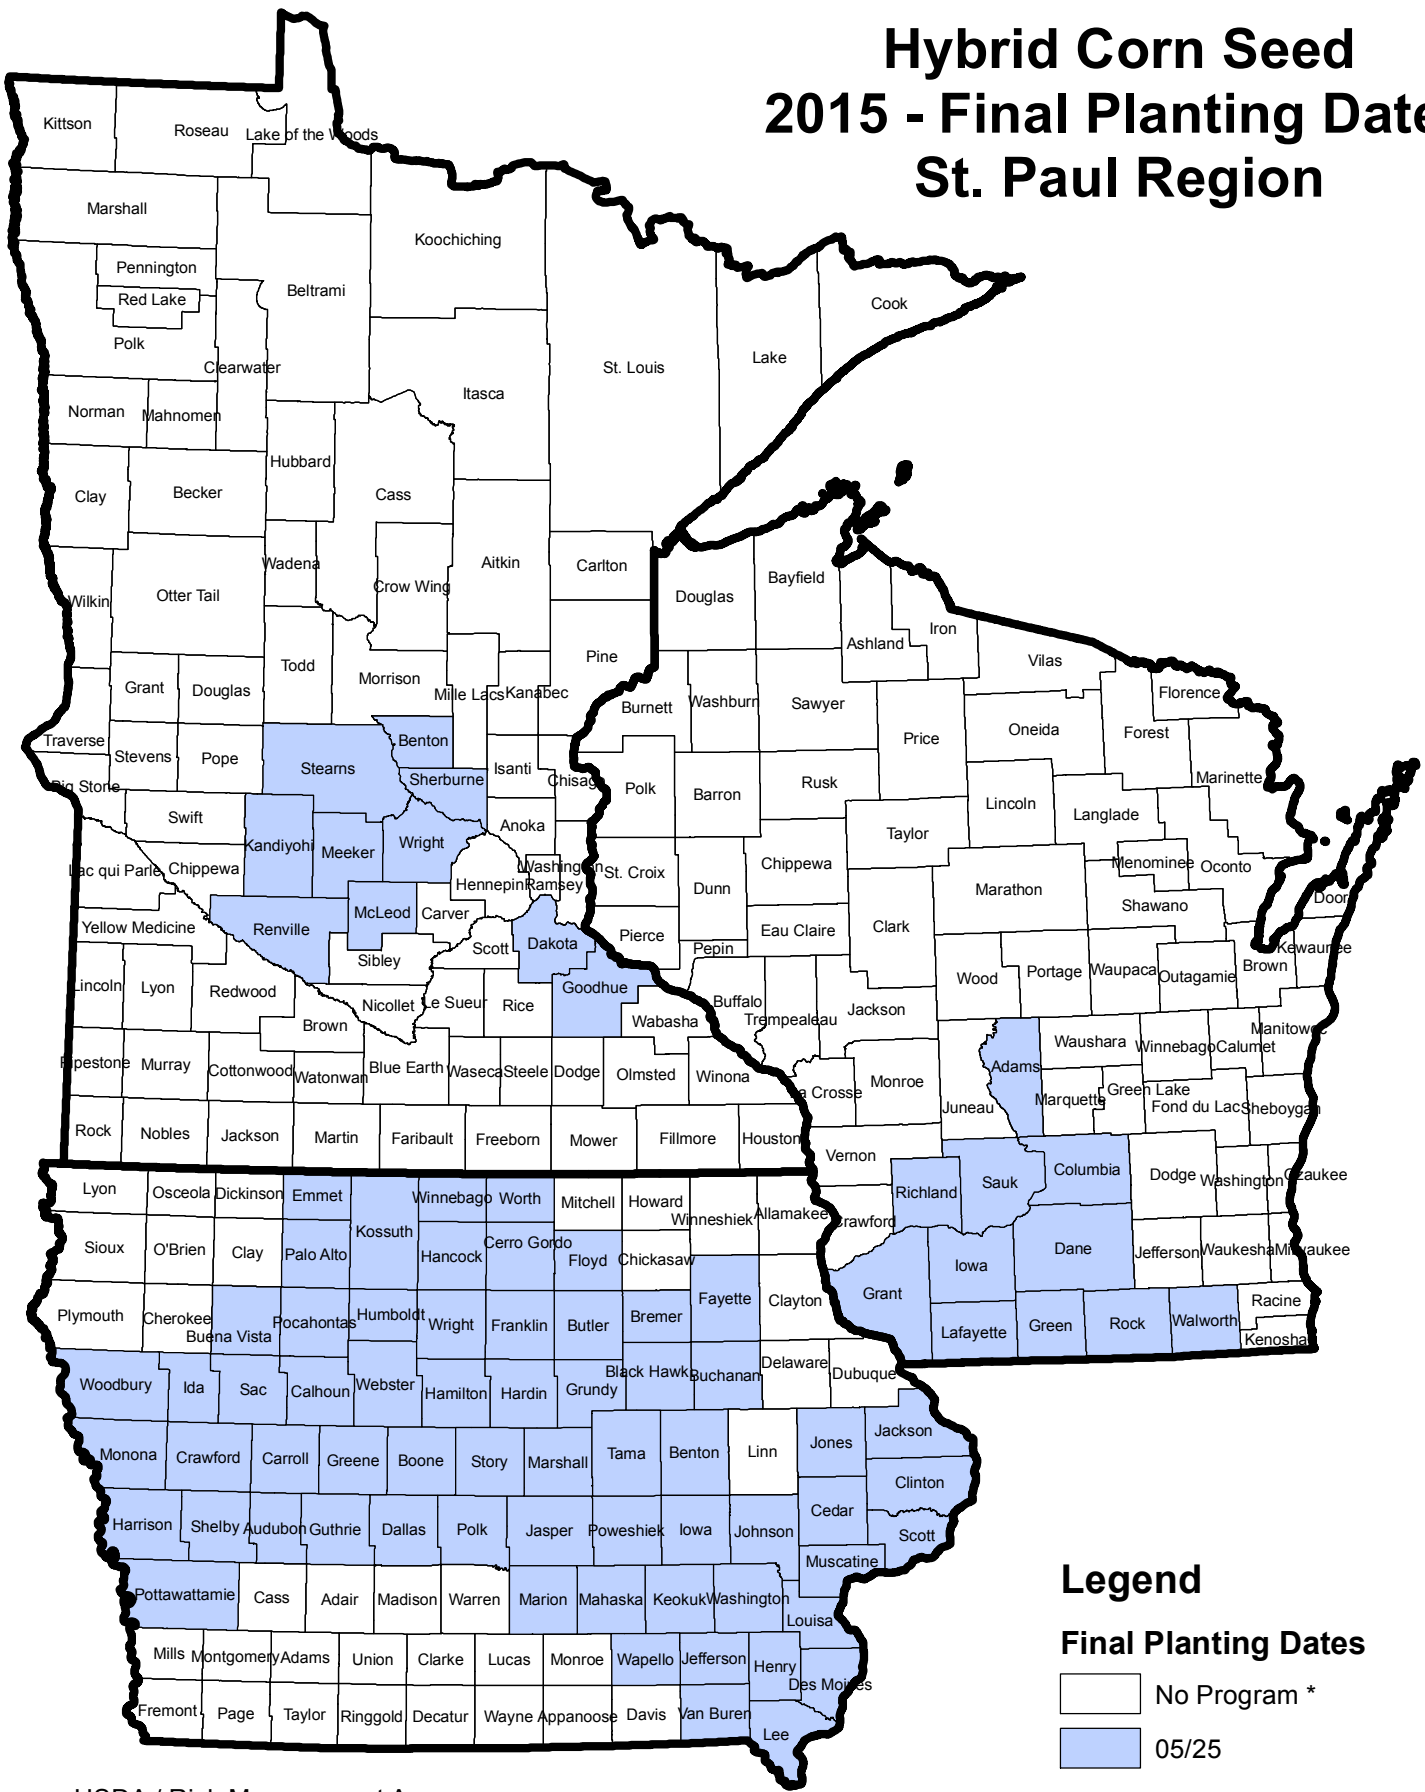 Hybrid Corn Seed
2015 - Final Planting Date
St. Paul Region
Kittson
Roseau
Lake of the Woods
Marshall
Koochiching
Pennington
Beltrami
Red Lake
Cook
Polk
Lake
Clearwater
St. Louis
Itasca
Norman
Mahnomen
Hubbard
Clay
Becker
Cass
Wadena
Aitkin
Carlton
Crow Wing
Otter Tail
Wilkin
Bayfield
Douglas
Iron
Ashland
Pine
Todd
Vilas
Morrison
Grant
Douglas
Mille Lacs
Kanabec
Florence
Washburn
Sawyer
Burnett
Oneida
Forest
Price
Traverse
Benton
Stevens
Pope
Stearns
Isanti
Chisago
Sherburne
Marinette
Big Stone
Polk
Barron
Rusk
Lincoln
Langlade
Swift
Anoka
Taylor
Wright
Kandiyohi
Meeker
Lac qui Parle
Chippewa
Washington
Chippewa
Menominee
Oconto
Hennepin
Ramsey
St. Croix
Dunn
Marathon
Door
Shawano
McLeod
Carver
Yellow Medicine
Renville
Clark
Eau Claire
Pierce
Dakota
Scott
Pepin
Kewaunee
Sibley
Brown
Wood
Portage
Waupaca
Outagamie
Lincoln
Lyon
Redwood
Goodhue
Nicollet
Le Sueur
Rice
Buffalo
Jackson
Trempealeau
Brown
Wabasha
Manitowoc
Waushara
Winnebago
Calumet
Pipestone
Murray
Cottonwood
Watonwan
Blue Earth
Waseca
Steele
Dodge
Olmsted
Winona
Adams
La Crosse
Monroe
Green Lake
Marquette
Juneau
Fond du Lac
Sheboygan
Rock
Nobles
Jackson
Martin
Faribault
Freeborn
Mower
Fillmore
Houston
Vernon
Columbia
Dodge
Washington
Ozaukee
Sauk
Richland
Lyon
Osceola
Dickinson
Emmet
Winnebago
Worth
Mitchell
Howard
Winneshiek
Allamakee
Crawford
Kossuth
Sioux
O'Brien
Clay
Palo Alto
Hancock
Cerro Gordo
Floyd
Chickasaw
Dane
Jefferson
Waukesha
Milwaukee
Iowa
Grant
Plymouth
Cherokee
Buena Vista
Pocahontas
Humboldt
Wright
Franklin
Butler
Bremer
Fayette
Clayton
Racine
Lafayette
Green
Rock
Walworth
Kenosha
Woodbury
Ida
Sac
Calhoun
Webster
Hamilton
Hardin
Grundy
Black Hawk
Buchanan
Delaware
Dubuque
Monona
Crawford
Carroll
Greene
Boone
Story
Marshall
Tama
Benton
Linn
Jones
Jackson
Clinton
Cedar
Harrison
Shelby
Audubon
Guthrie
Dallas
Polk
Jasper
Poweshiek
Iowa
Johnson
Scott
Muscatine
Pottawattamie
Cass
Adair
Madison
Warren
Marion
Mahaska
Keokuk
Washington
Louisa
Mills
Montgomery
Adams
Union
Clarke
Lucas
Monroe
Wapello
Jefferson
Henry
Des Moines
Fremont
Page
Taylor
Ringgold
Decatur
Wayne
Appanoose
Davis
Van Buren
Lee
Legend
Final Planting Dates
No Program *
05/25